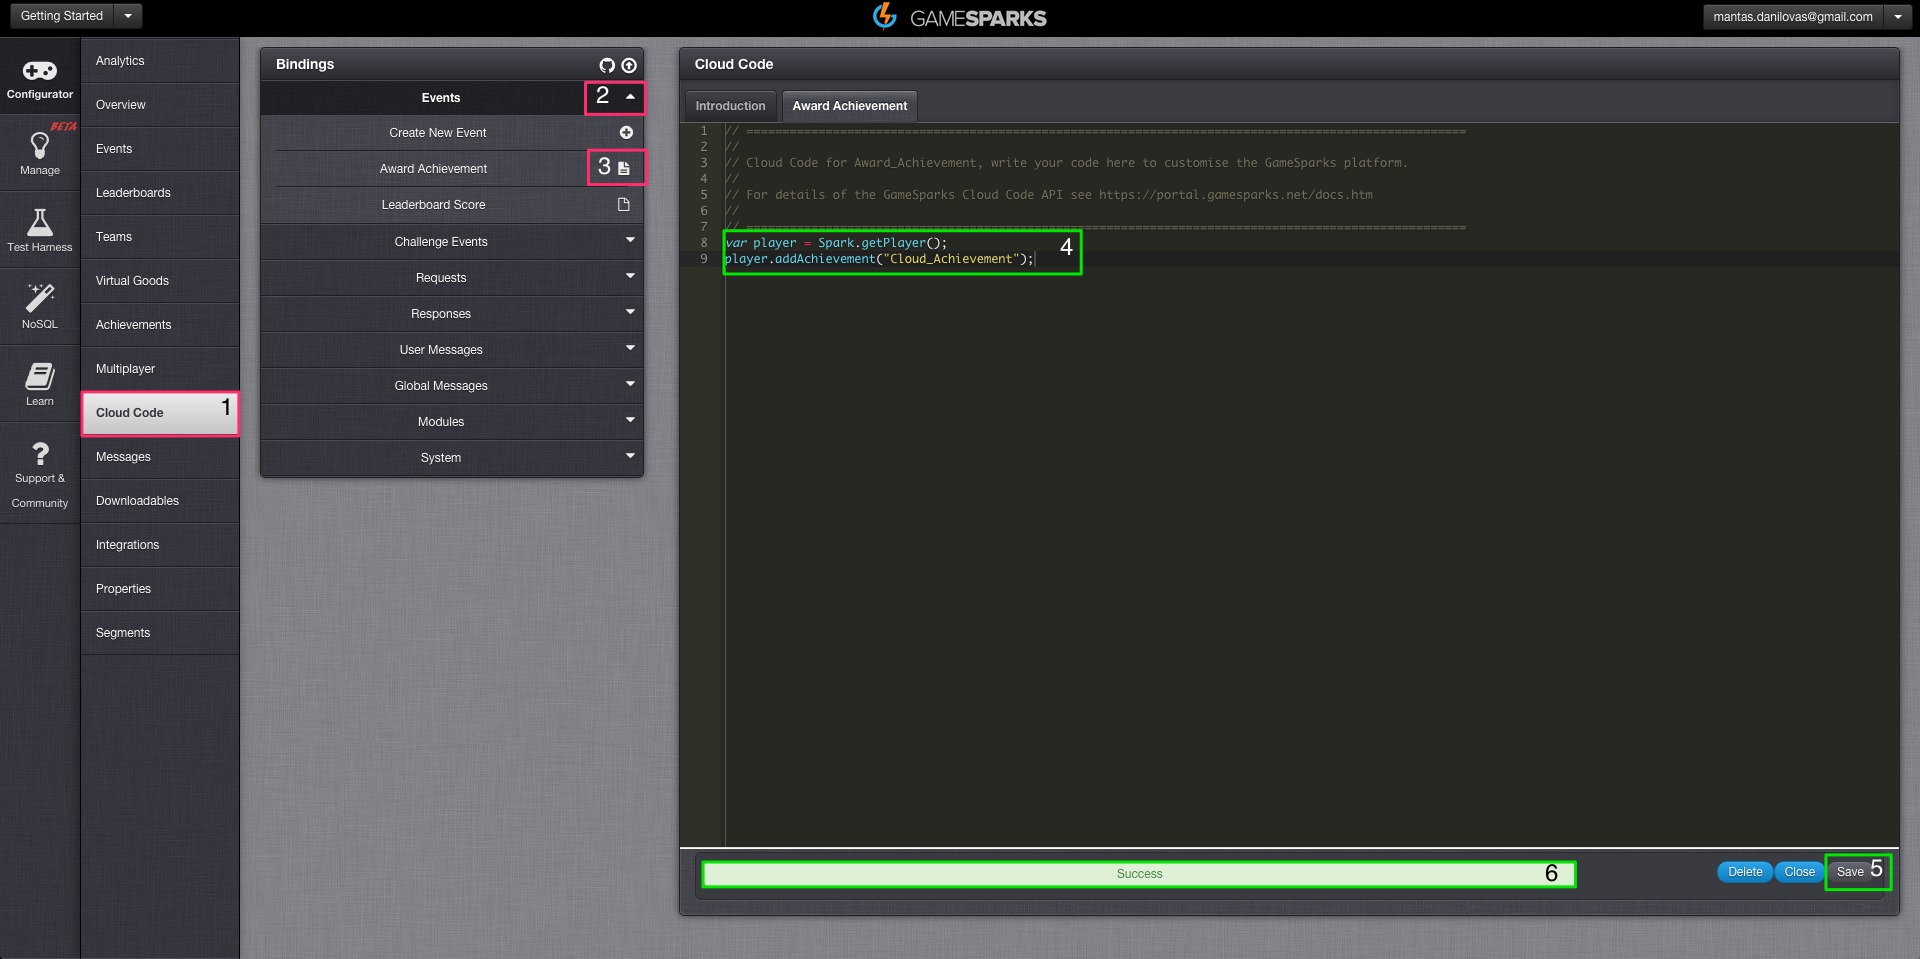 Getting Started
GAMESPARKS
mantas.danilovas@gmail.com
Configurator
BETA
Manage
Test Harness
NoSQL
Learn
Support &
Community
Analytics
Overview
Events
Leaderboards
Teams
Virtual Goods
Achievements
Multiplayer
Cloud Code 1
Messages
Downloadables
Integrations
Properties
Segments
Bindings
Events 2
Create New Event
Award Achievement 3
Leaderboard Score
Challenge Events
Requests
Responses
User Messages
Global Messages
Modules
System
Cloud Code
Introduction Award Achievement
1 // ====================================================================================================
2 //
3 // Cloud Code for Award_Achievement, write your code here to customise the GameSparks platform.
4 //
5 // For details of the GameSparks Cloud Code API see https://portal.gamesparks.net/docs.htm
6 //
7 // ====================================================================================================
8 var player = Spark.getPlayer(); 4
9 player.addAchievement("Cloud_Achievement");
Success 6
Delete Close Save 5